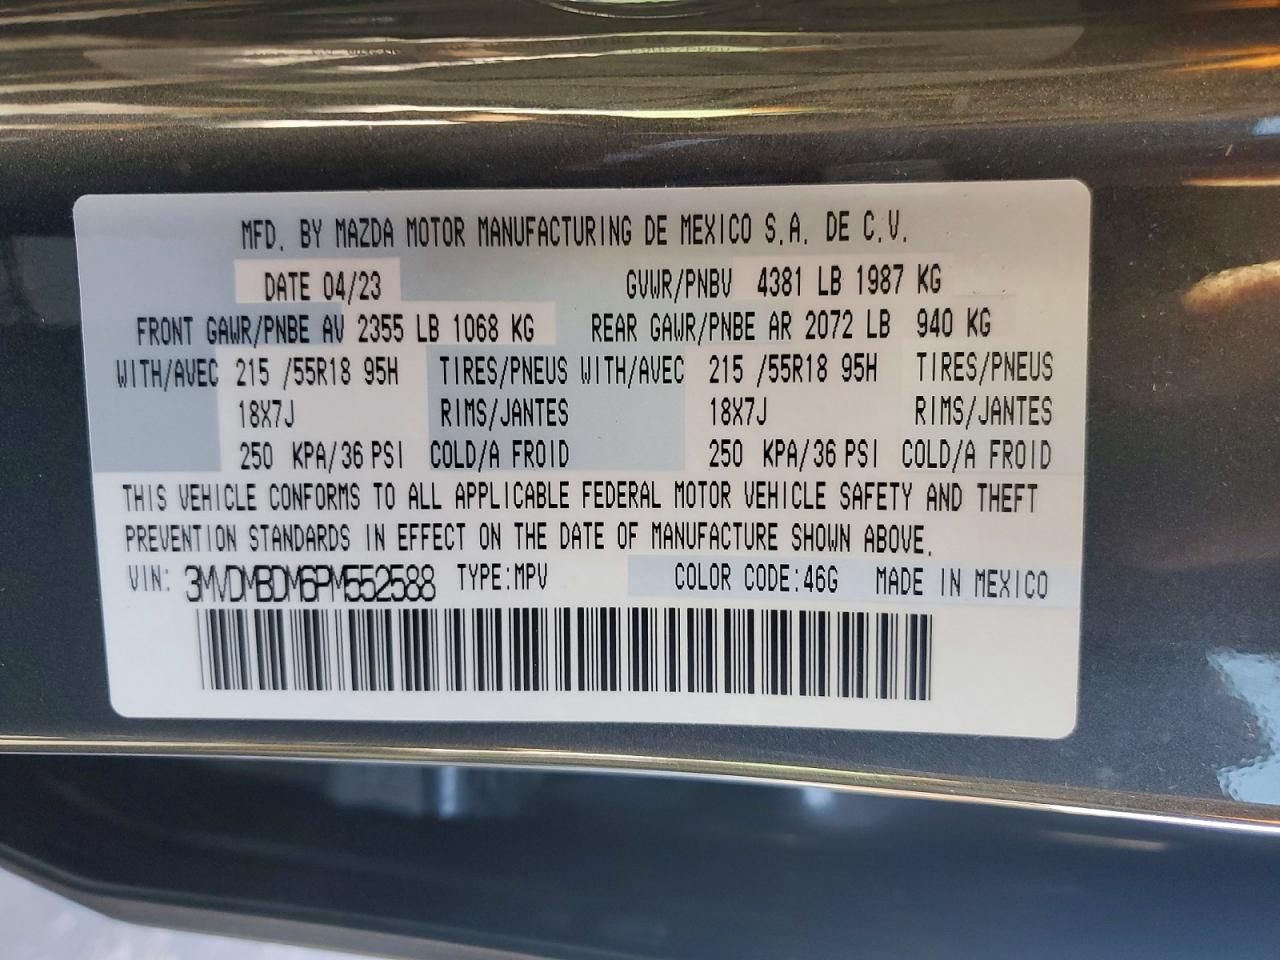 MFD. BY MAZDA MOTOR MANUFACTURING DE MEXICO S.A. DE C.V.
DATE 04/23 GVWR/PNBV 4381 LB 1987 KG
FRONT GAWR/PNBE AV 2355 LB 1068 KG REAR GAWR/PNBE AR 2072 LB 940 KG
WITH/AVEC 215 /55R18 95H TIRES/PNEUS WITH/AVEC 215 /55R18 95H TIRES/PNEUS
18X7J RIMS/JANTES 18X7J RIMS/JANTES
250 KPA/36 PSI COLD/A FROID 250 KPA/36 PSI COLD/A FROID
THIS VEHICLE CONFORMS TO ALL APPLICABLE FEDERAL MOTOR VEHICLE SAFETY AND THEFT
PREVENTION STANDARDS IN EFFECT ON THE DATE OF MANUFACTURE SHOWN ABOVE.
VIN: 3MVDMBDM6PM552588 TYPE:MPV COLOR CODE:46G MADE IN MEXICO